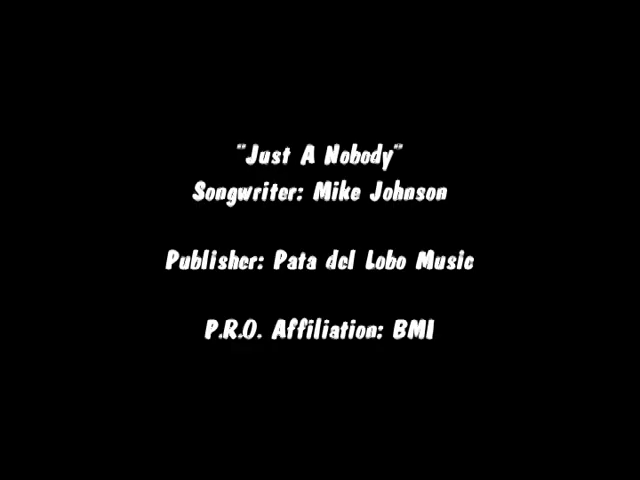 "Just A Nobody"
Songwriter: Mike Johnson
Publisher: Pata del Lobo Music
P.R.O. Affiliation: BMI